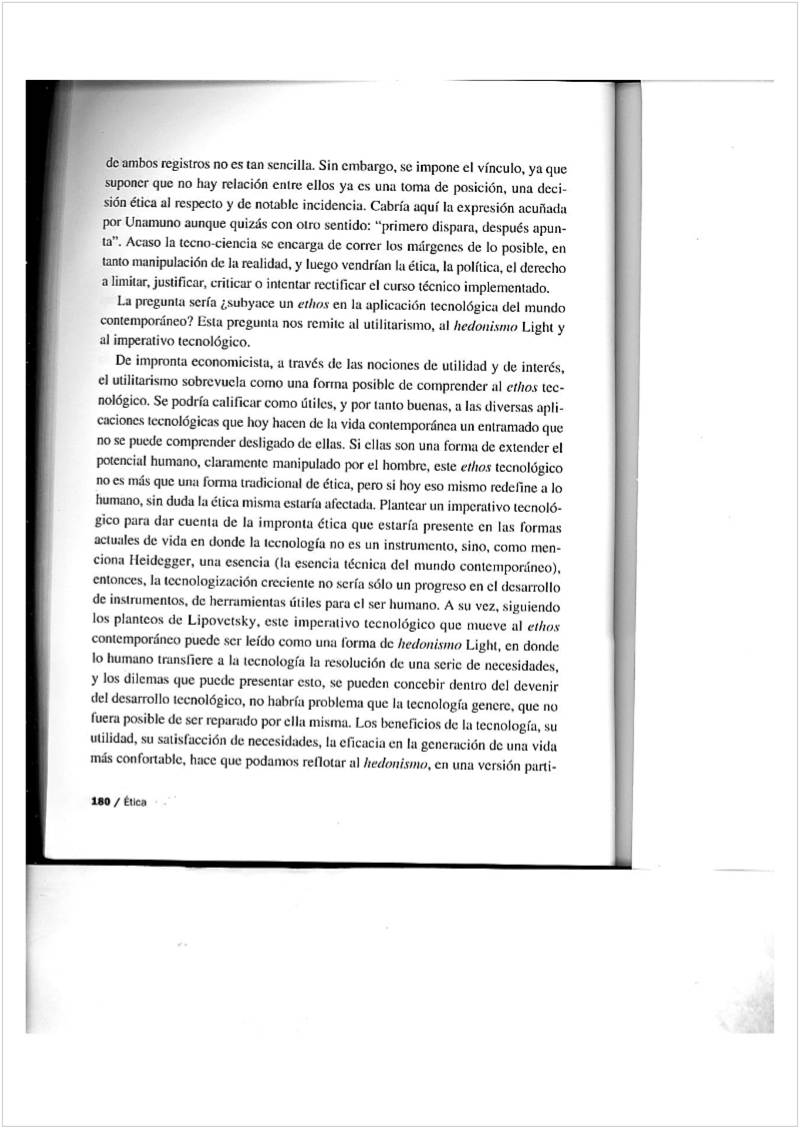 de ambos registros no es tan sencilla. Sin embargo, se impone el vínculo, ya que
suponer que no hay relación entre ellos ya es una toma de posición, una deci-
sión ética al respecto y de notable incidencia. Cabría aquí la expresión acuñada
por Unamuno aunque quizás con otro sentido: “primero dispara, después apun-
ta”. Acaso la tecno-ciencia se encarga de correr los márgenes de lo posible, en
tanto manipulación de la realidad, y luego vendrían la ética, la política, el derecho
a limitar, justificar, criticar o intentar rectificar el curso técnico implementado.
La pregunta sería ¿subyace un ethos en la aplicación tecnológica del mundo
contemporáneo? Esta pregunta nos remite al utilitarismo, al hedonismo Light y
al imperativo tecnológico.
De impronta economicista, a través de las nociones de utilidad y de interés,
el utilitarismo sobrevuela como una forma posible de comprender al ethos tec-
nológico. Se podría calificar como útiles, y por tanto buenas, a las diversas apli-
caciones tecnológicas que hoy hacen de la vida contemporánea un entramado que
no se puede comprender desligado de ellas. Si ellas son una forma de extender el
potencial humano, claramente manipulado por el hombre, este ethos tecnológico
no es más que una forma tradicional de ética, pero si hoy eso mismo redefine a lo
humano, sin duda la ética misma estaría afectada. Plantear un imperativo tecnoló-
gico para dar cuenta de la impronta ética que estaría presente en las formas
actuales de vida en donde la tecnología no es un instrumento, sino, como men-
ciona Heidegger, una esencia (la esencia técnica del mundo contemporáneo),
entonces, la tecnologización creciente no sería sólo un progreso en el desarrollo
de instrumentos, de herramientas útiles para el ser humano. A su vez, siguiendo
los planteos de Lipovetsky, este imperativo tecnológico que mueve al ethos
contemporáneo puede ser leído como una forma de hedonismo Light, en donde
lo humano transfiere a la tecnología la resolución de una serie de necesidades,
y los dilemas que puede presentar esto, se pueden concebir dentro del devenir
del desarrollo tecnológico, no habría problema que la tecnología genere, que no
fuera posible de ser reparado por ella misma. Los beneficios de la tecnología, su
utilidad, su satisfacción de necesidades, la eficacia en la generación de una vida
más confortable, hace que podamos reflotar al hedonismo, en una versión parti-
180 / Ética